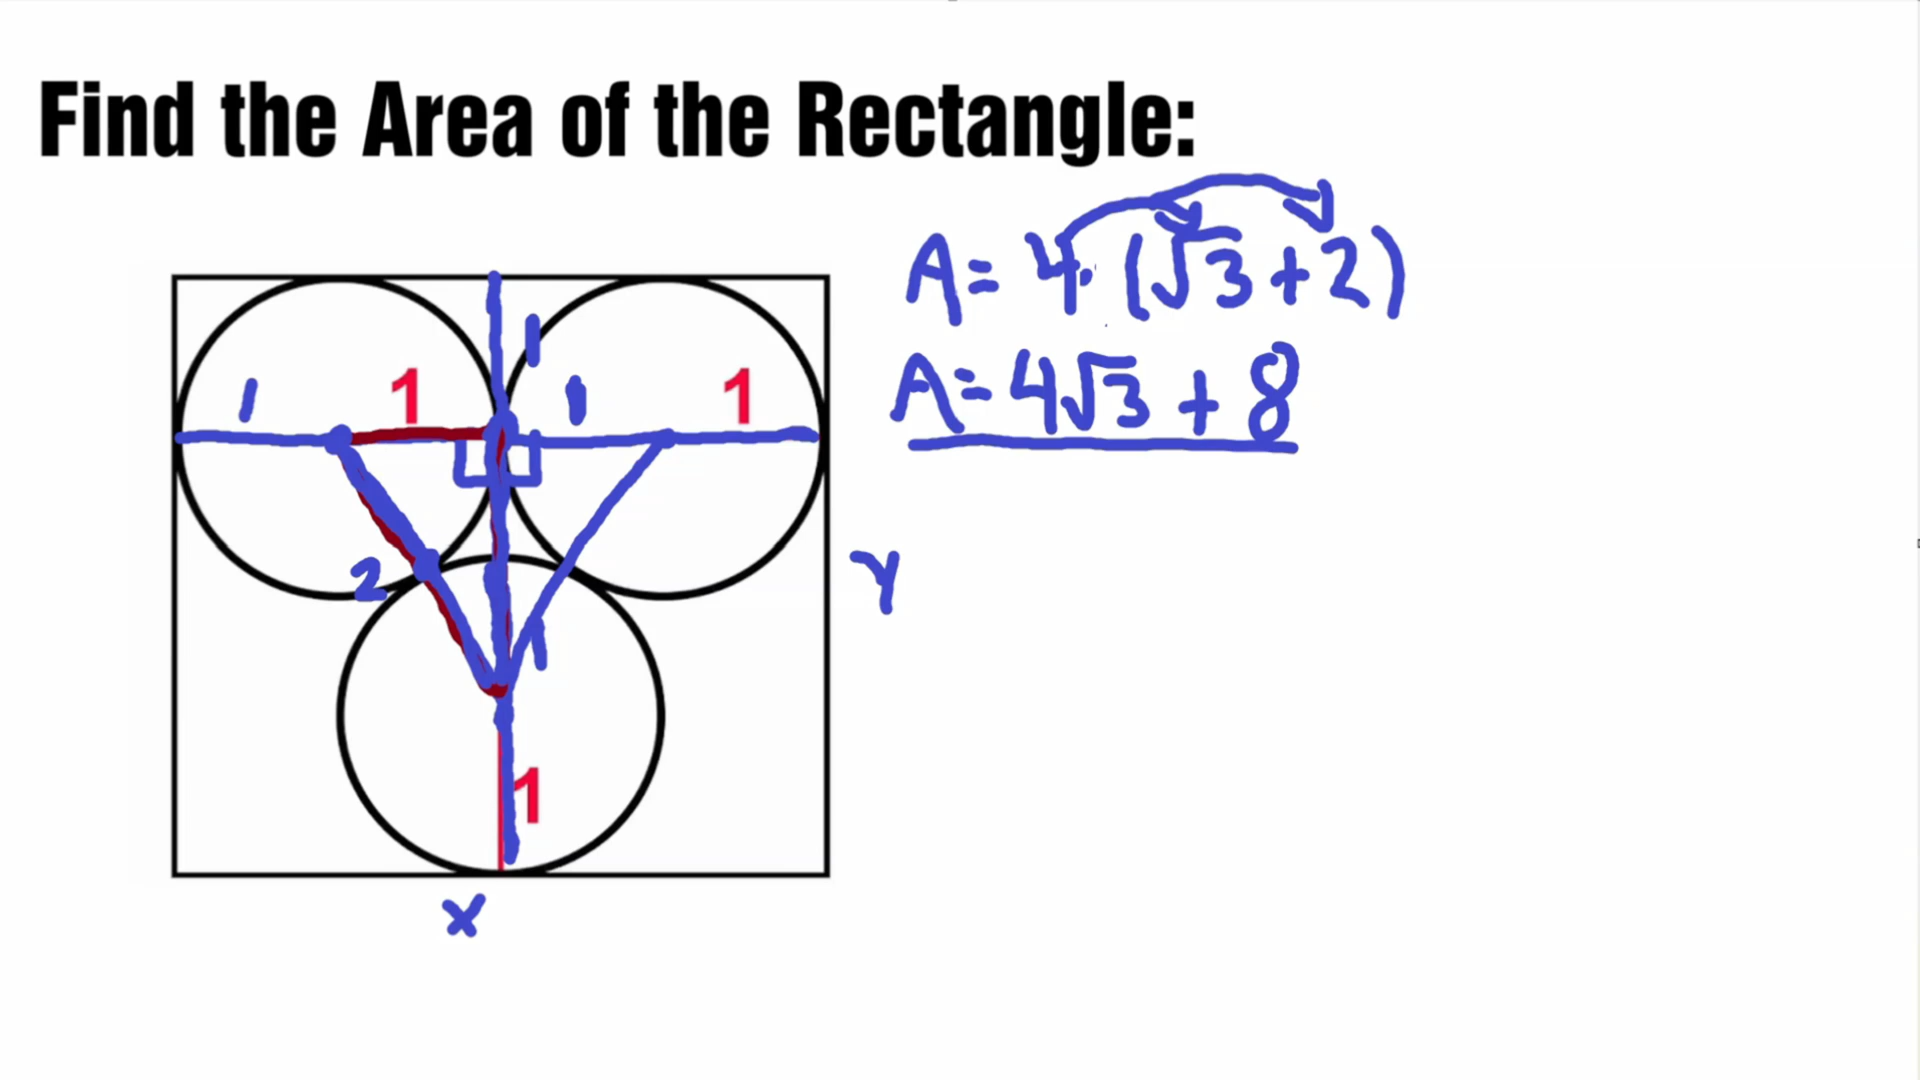 Find the Area of the Rectangle:
A = 4·(√3+2)
A = 4√3 + 8
1
1 1 1 1
2 1
Y
1
X